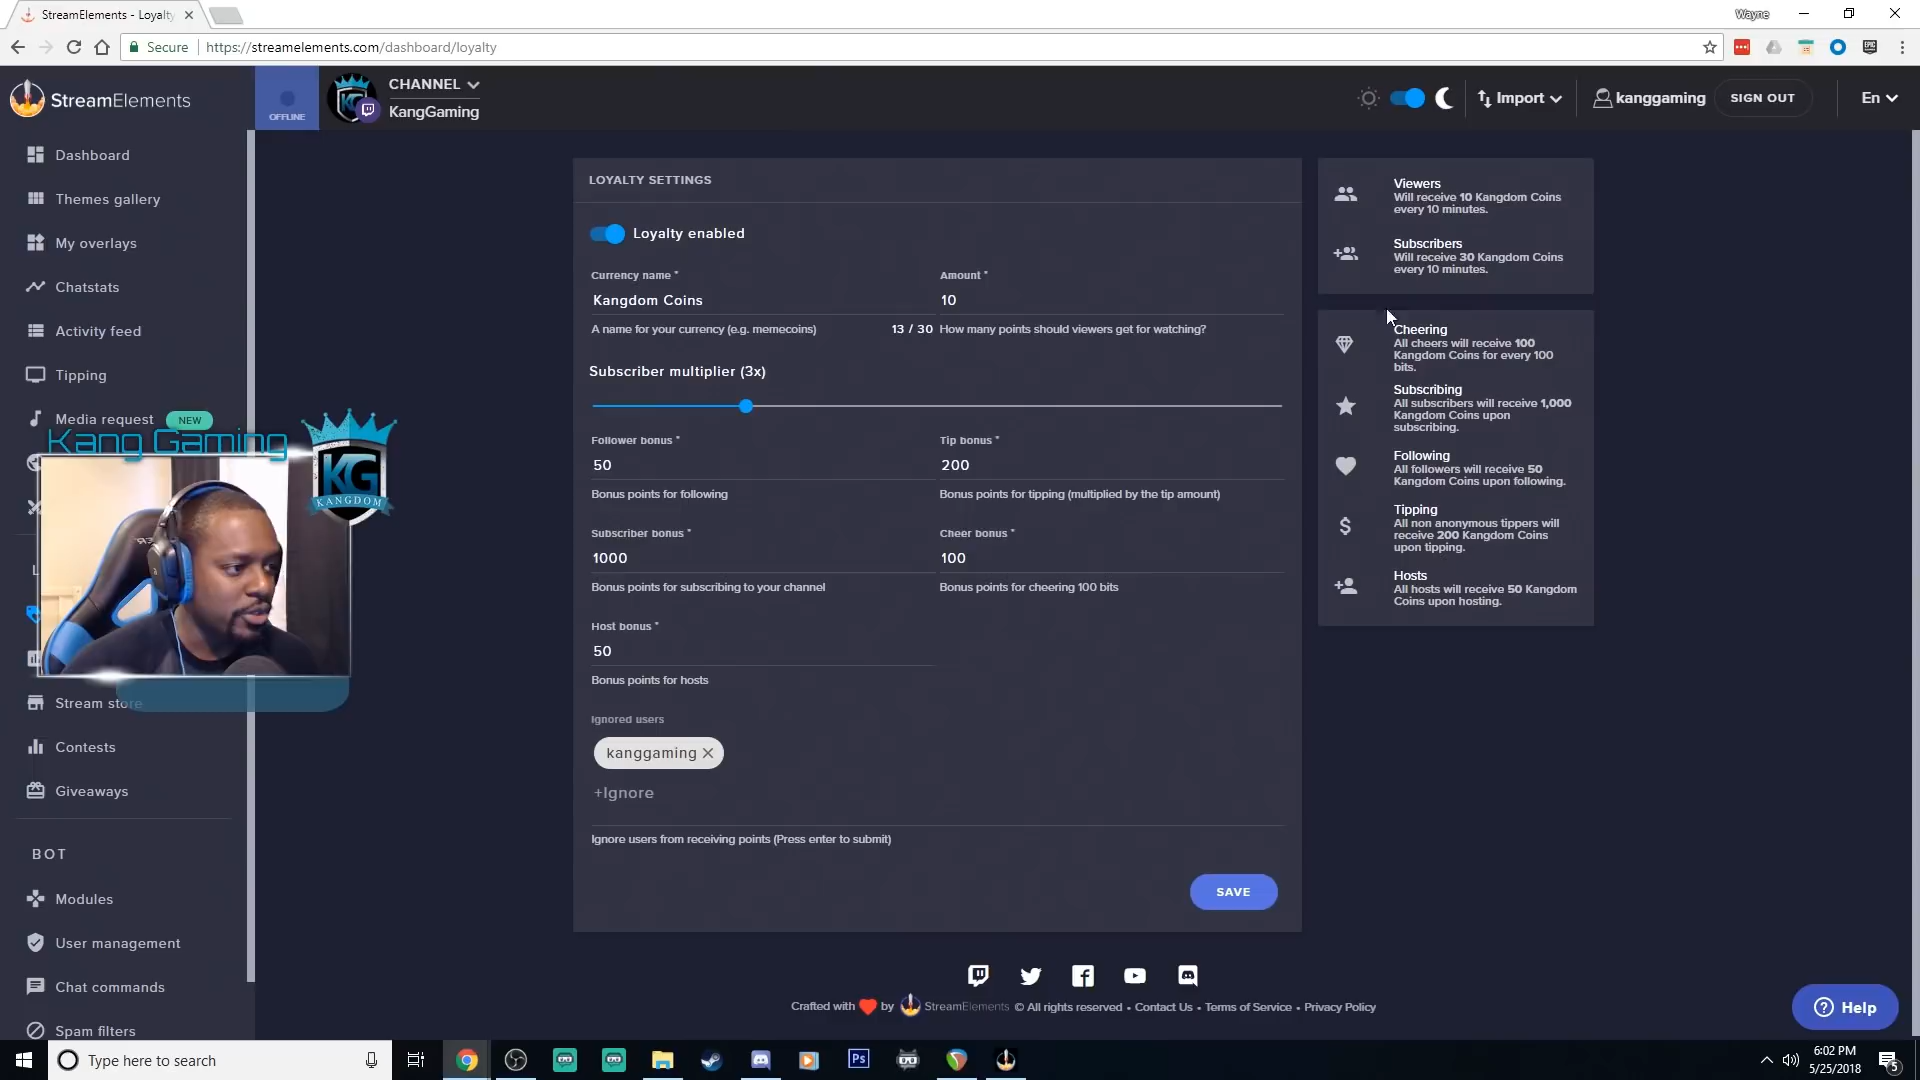 StreamElements - Loyalty
Wayne
Secure
https://streamelements.com/dashboard/loyalty
StreamElements
OFFLINE
CHANNEL
KangGaming
Import
kanggaming
SIGN OUT
En
Dashboard
Themes gallery
My overlays
Chatstats
Activity feed
Tipping
Media request NEW
Kang Gaming
KG
KANGDOM
Stream store
Contests
Giveaways
BOT
Modules
User management
Chat commands
Spam filters
LOYALTY SETTINGS
Loyalty enabled
Currency name *
Kangdom Coins
A name for your currency (e.g. memecoins)
13 / 30
Amount *
10
How many points should viewers get for watching?
Subscriber multiplier (3x)
Follower bonus *
50
Bonus points for following
Tip bonus *
200
Bonus points for tipping (multiplied by the tip amount)
Subscriber bonus *
1000
Bonus points for subscribing to your channel
Cheer bonus *
100
Bonus points for cheering 100 bits
Host bonus *
50
Bonus points for hosts
Ignored users
kanggaming
+Ignore
Ignore users from receiving points (Press enter to submit)
SAVE
Viewers
Will receive 10 Kangdom Coins
every 10 minutes.
Subscribers
Will receive 30 Kangdom Coins
every 10 minutes.
Cheering
All cheers will receive 100
Kangdom Coins for every 100
bits.
Subscribing
All subscribers will receive 1,000
Kangdom Coins upon
subscribing.
Following
All followers will receive 50
Kangdom Coins upon following.
Tipping
All non anonymous tippers will
receive 200 Kangdom Coins
upon tipping.
Hosts
All hosts will receive 50 Kangdom
Coins upon hosting.
Crafted with by StreamElements © All rights reserved • Contact Us • Terms of Service • Privacy Policy
Help
Type here to search
Ps
6:02 PM
5/25/2018
5